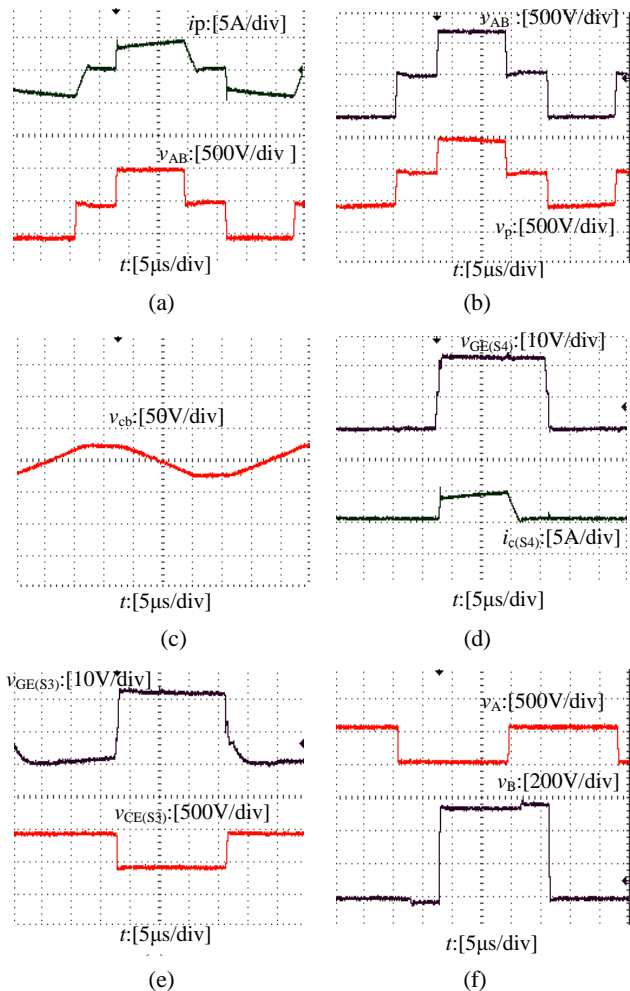 ip:[5A/div]
vAB:[500V/div ]
t:[5μs/div]
(a)
vAB:[500V/div]
vp:[500V/div]
t:[5μs/div]
(b)
vcb:[50V/div]
t:[5μs/div]
(c)
vGE(S4):[10V/div]
ic(S4):[5A/div]
t:[5μs/div]
(d)
vGE(S3):[10V/div]
vCE(S3):[500V/div]
t:[5μs/div]
(e)
vA:[500V/div]
vB:[200V/div]
t:[5μs/div]
(f)